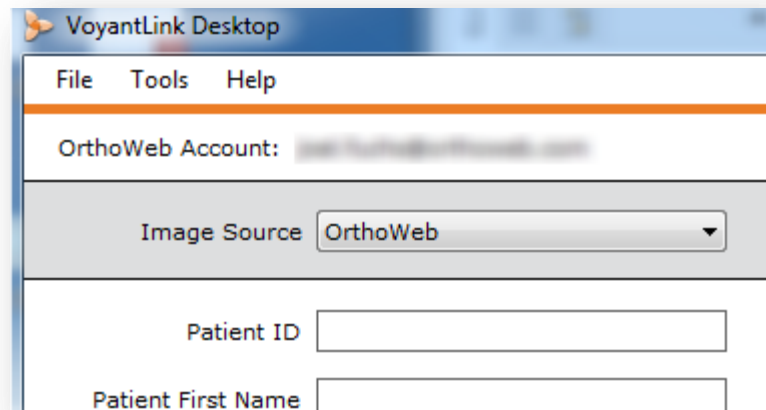 VoyantLink Desktop
File Tools Help
OrthoWeb Account:
Image Source OrthoWeb
Patient ID
Patient First Name